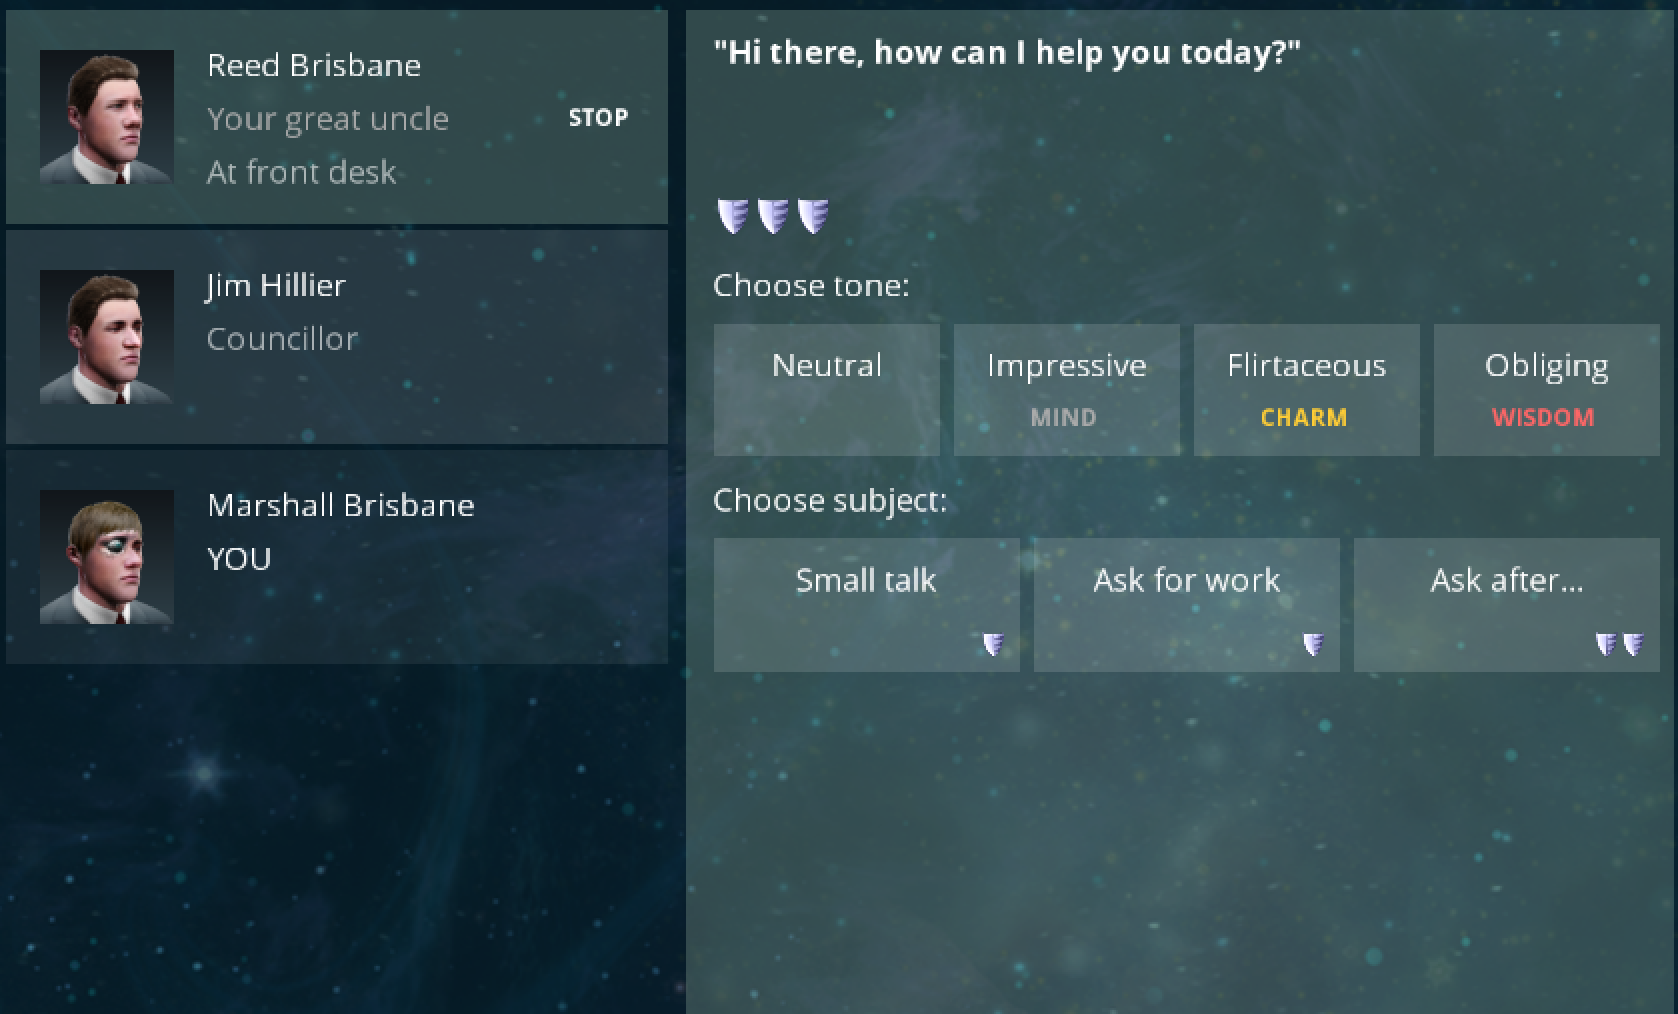 Reed Brisbane
Your great uncle
STOP
At front desk
Jim Hillier
Councillor
Marshall Brisbane
YOU
"Hi there, how can I help you today?"
Choose tone:
Neutral
Impressive
MIND
Flirtaceous
CHARM
Obliging
WISDOM
Choose subject:
Small talk
Ask for work
Ask after...